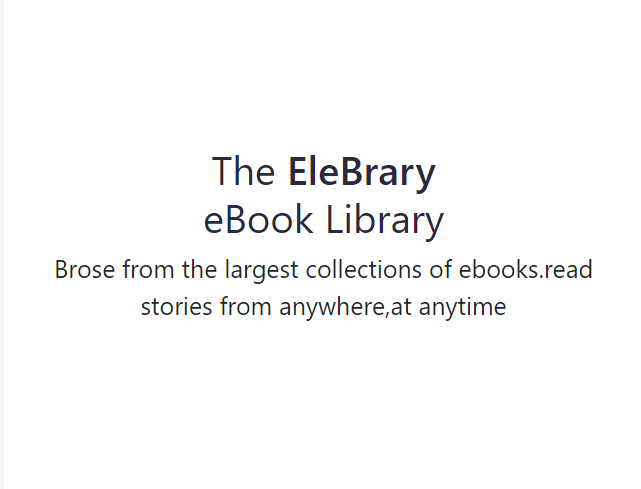 The EleBrary
eBook Library
Brose from the largest collections of ebooks.read
stories from anywhere,at anytime